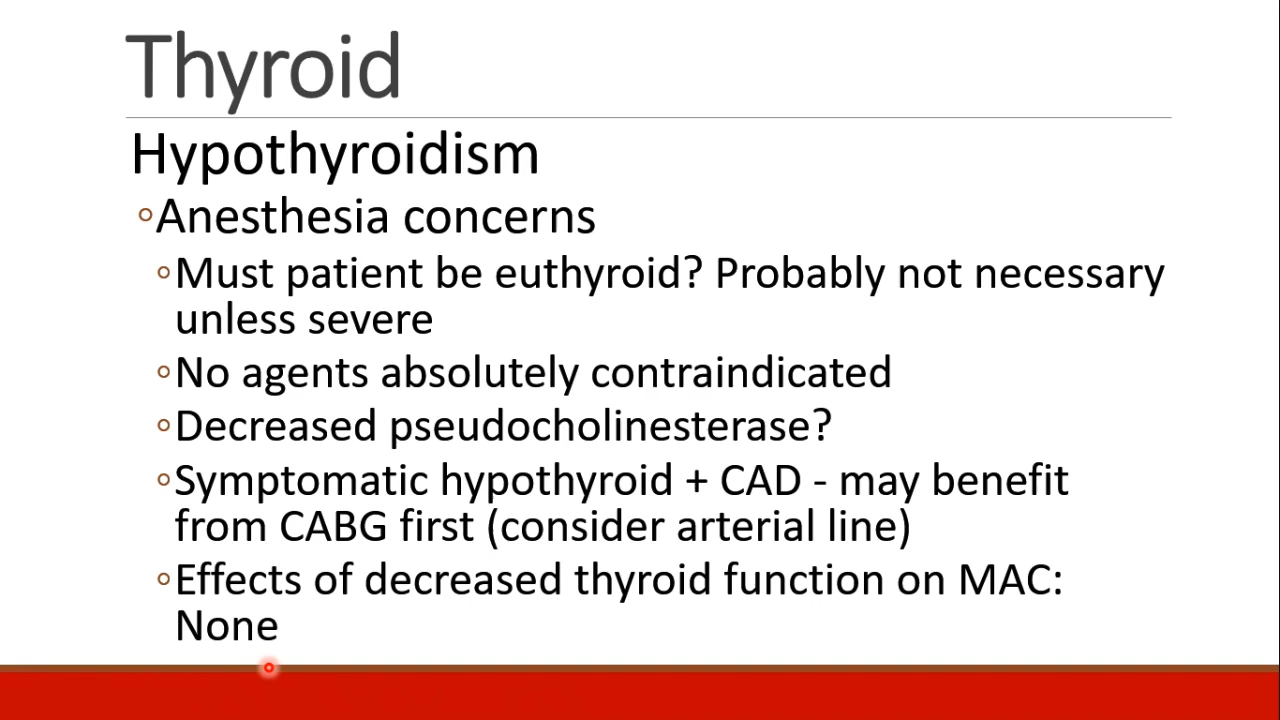 Thyroid
Hypothyroidism
◦Anesthesia concerns
◦Must patient be euthyroid? Probably not necessary
unless severe
◦No agents absolutely contraindicated
◦Decreased pseudocholinesterase?
◦Symptomatic hypothyroid + CAD - may benefit
from CABG first (consider arterial line)
◦Effects of decreased thyroid function on MAC:
None